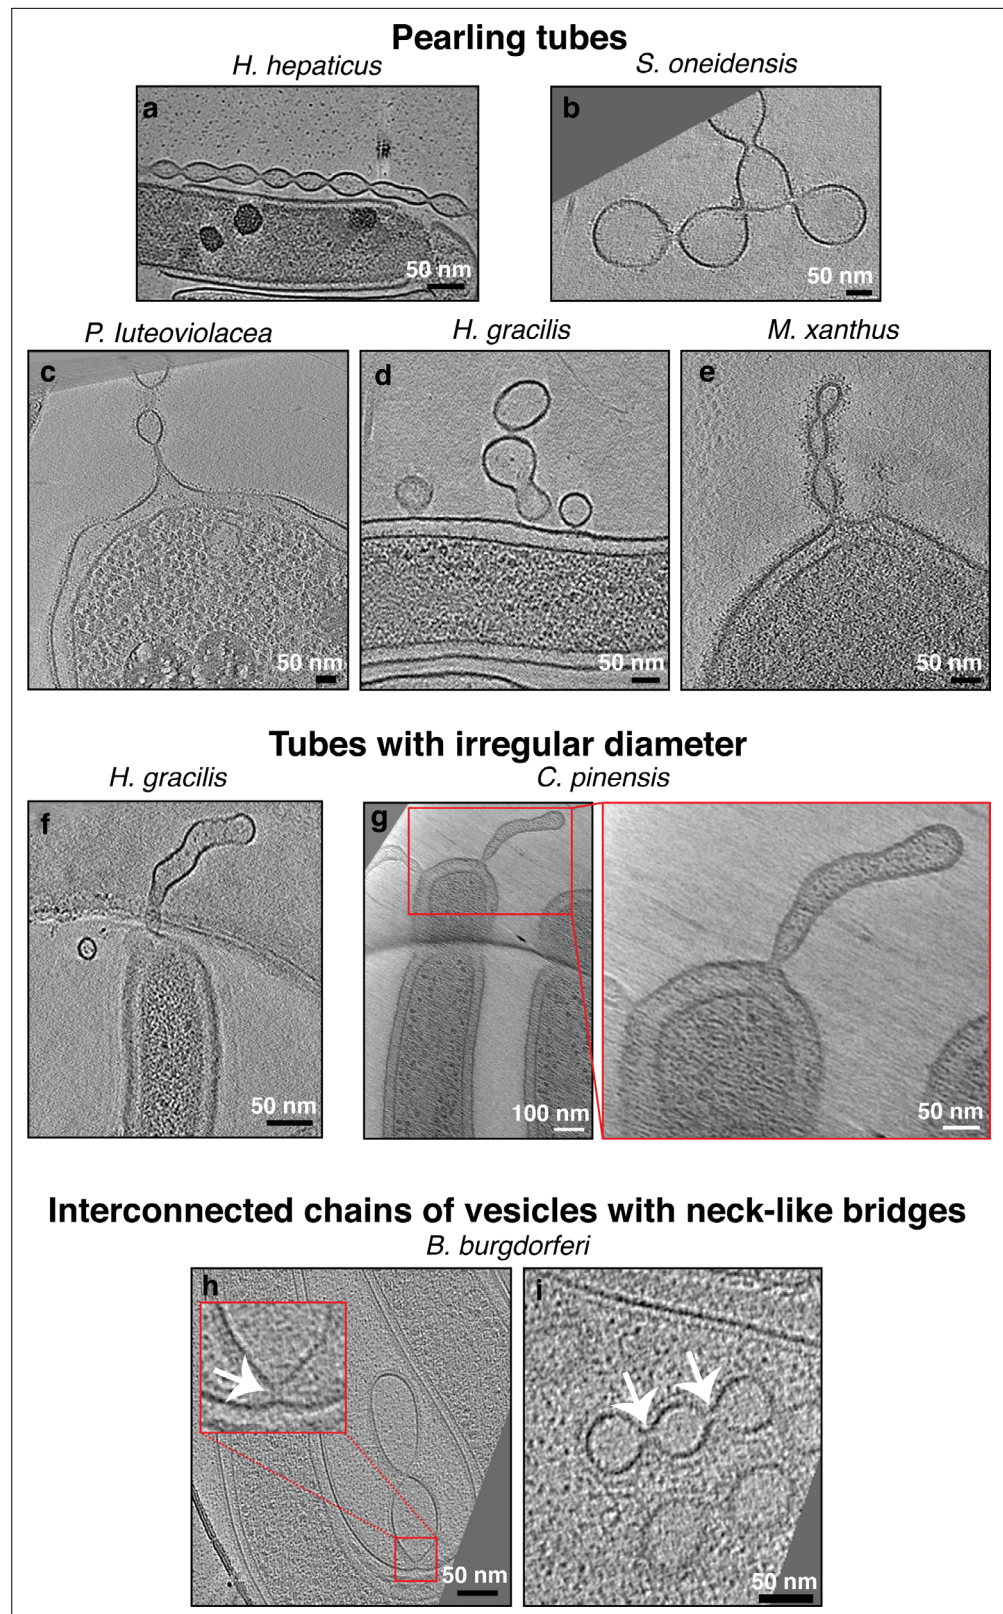 Pearling tubes
H. hepaticus
S. oneidensis
a
50 nm
b
50 nm
P. luteoviolacea
H. gracilis
M. xanthus
c
50 nm
d
50 nm
e
50 nm
Tubes with irregular diameter
H. gracilis
C. pinensis
f
50 nm
g
100 nm
50 nm
Interconnected chains of vesicles with neck-like bridges
B. burgdorferi
h
50 nm
i
50 nm